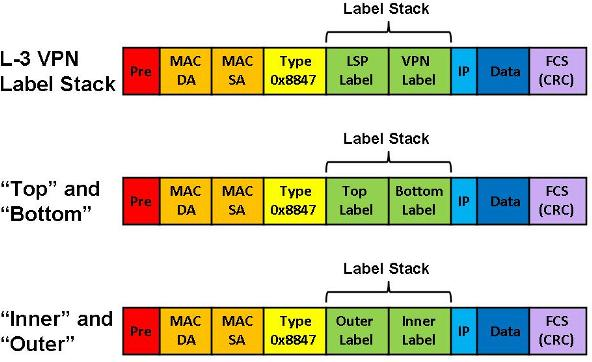 Label Stack
L-3 VPN
Label Stack
Pre
MAC
DA
MAC
SA
Type
0x8847
LSP
Label
VPN
Label
IP
Data
FCS
(CRC)
Label Stack
“Top” and
“Bottom”
Pre
MAC
DA
MAC
SA
Type
0x8847
Top
Label
Bottom
Label
IP
Data
FCS
(CRC)
Label Stack
“Inner” and
“Outer”
Pre
MAC
DA
MAC
SA
Type
0x8847
Outer
Label
Inner
Label
IP
Data
FCS
(CRC)